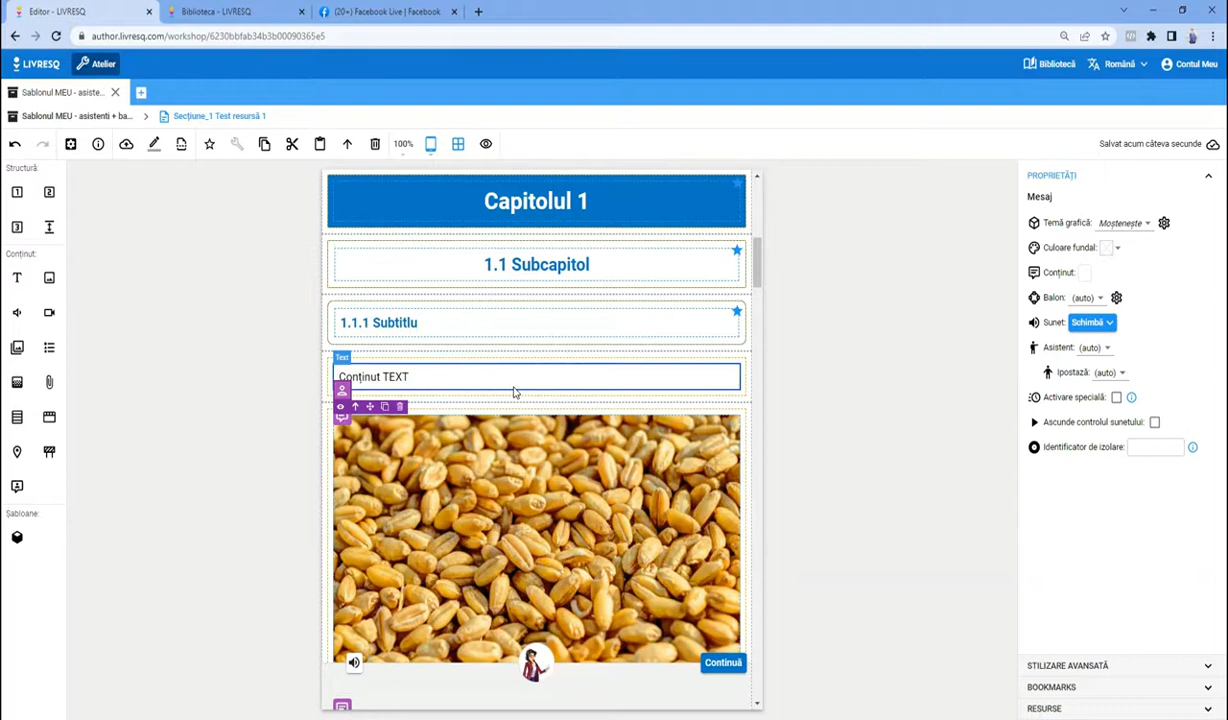 Editor - LIVRESQ
Biblioteca - LIVRESQ
(20+) Facebook Live | Facebook
author.livresq.com/workshop/6230bbfab34b3b00090365e5
LIVRESQ
Atelier
Bibliotecă
Română
Contul Meu
Sablonul MEU - asiste...
Sablonul MEU - asistenti + ba...
Secțiune_1 Test resursă 1
100%
Salvat acum câteva secunde
Structură:
Conținut:
Șabloane:
Capitolul 1
1.1 Subcapitol
1.1.1 Subtitlu
Text
Conținut TEXT
Continuă
PROPRIETĂȚI
Mesaj
Temă grafică:
Moștenește
Culoare fundal:
Conținut:
Balon:
(auto)
Sunet:
Schimbă
Asistent:
(auto)
Ipostază:
(auto)
Activare specială:
Ascunde controlul sunetului:
Identificator de izolare:
STILIZARE AVANSATĂ
BOOKMARKS
RESURSE